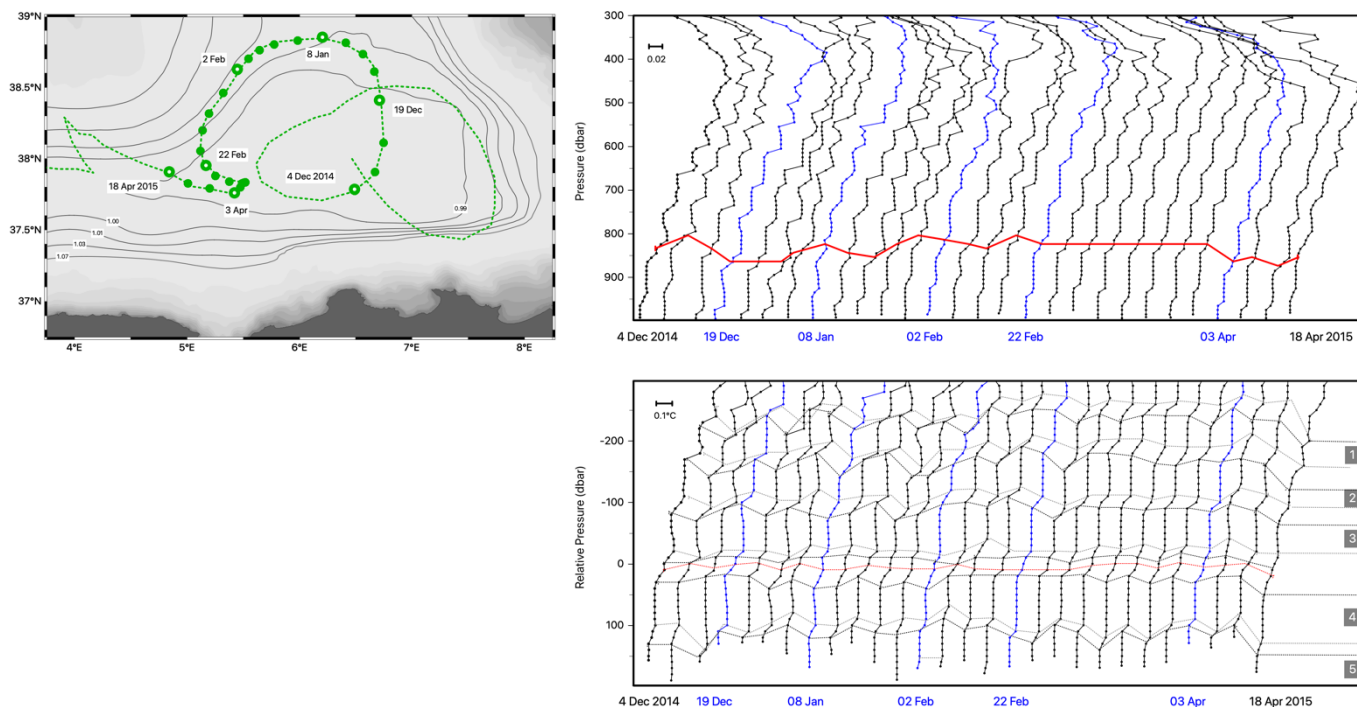 39°N
38.5°N
38°N
37.5°N
37°N
4°E
5°E
6°E
7°E
8°E
2 Feb
8 Jan
19 Dec
22 Feb
4 Dec 2014
18 Apr 2015
3 Apr
0.99
1.00
1.01
1.03
1.07
Pressure (dbar)
300
400
500
600
700
800
900
0.02
4 Dec 2014 19 Dec 08 Jan 02 Feb 22 Feb 03 Apr 18 Apr 2015
Relative Pressure (dbar)
-200
-100
0
100
0.1°C
1
2
3
4
5
4 Dec 2014 19 Dec 08 Jan 02 Feb 22 Feb 03 Apr 18 Apr 2015